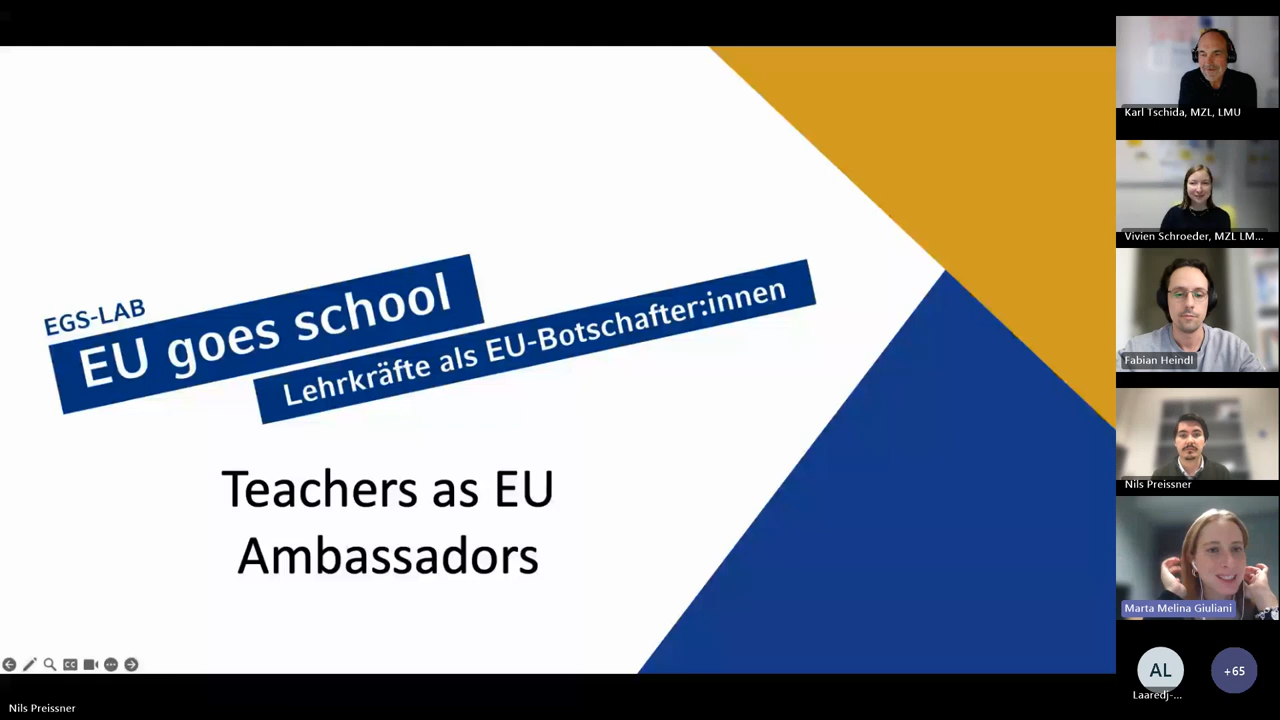 EGS-LAB
EU goes school
Lehrkräfte als EU-Botschafter:innen
Teachers as EU
Ambassadors
Nils Preissner
Karl Tschida, MZL, LMU
Vivien Schroeder, MZL LM...
Fabian Heindl
Nils Preissner
Marta Melina Giuliani
AL
+65
Laaredj-...